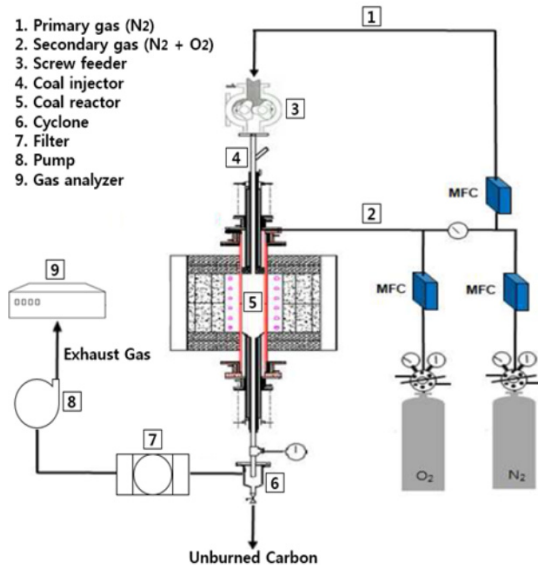 1. Primary gas (N2)
2. Secondary gas (N2 + O2)
3. Screw feeder
4. Coal injector
5. Coal reactor
6. Cyclone
7. Filter
8. Pump
9. Gas analyzer
1
3
4
MFC
2
9
MFC
MFC
5
Exhaust Gas
8
7
6
O2
N2
Unburned Carbon